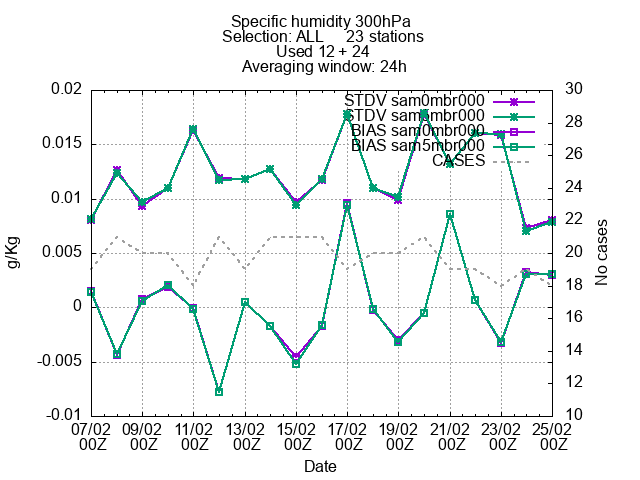 Specific humidity 300hPa
Selection: ALL 23 stations
Used 12 + 24
Averaging window: 24h
STDV sam0mbr000
STDV sam5mbr000
BIAS sam0mbr000
BIAS sam5mbr000
CASES
0.02
0.015
0.01
0.005
0
-0.005
-0.01
g/Kg
30
28
26
24
22
20
18
16
14
12
10
No cases
07/02 09/02 11/02 13/02 15/02 17/02 19/02 21/02 23/02 25/02
00Z 00Z 00Z 00Z 00Z 00Z 00Z 00Z 00Z 00Z
Date